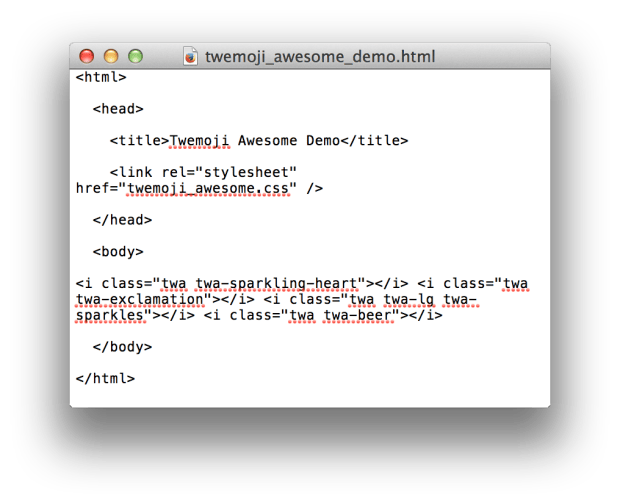 twemoji_awesome_demo.html
<html>
<head>
<title>Twemoji Awesome Demo</title>
<link rel="stylesheet"
href="twemoji_awesome.css" />
</head>
<body>
<i class="twa twa-sparkling-heart"></i> <i class="twa
twa-exclamation"></i> <i class="twa twa-lg twa-
sparkles"></i> <i class="twa twa-beer"></i>
</body>
</html>